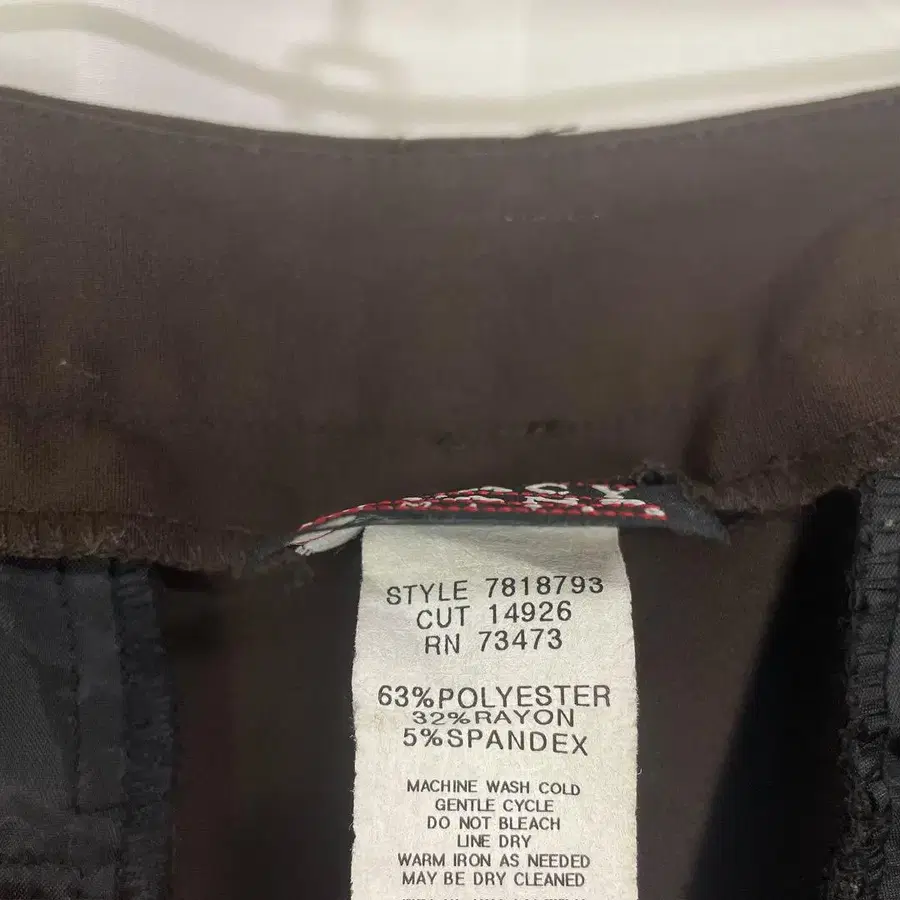 STYLE 7818793
CUT 14926
RN 73473
63%POLYESTER
32%RAYON
5%SPANDEX
MACHINE WASH COLD
GENTLE CYCLE
DO NOT BLEACH
LINE DRY
WARM IRON AS NEEDED
MAY BE DRY CLEANED